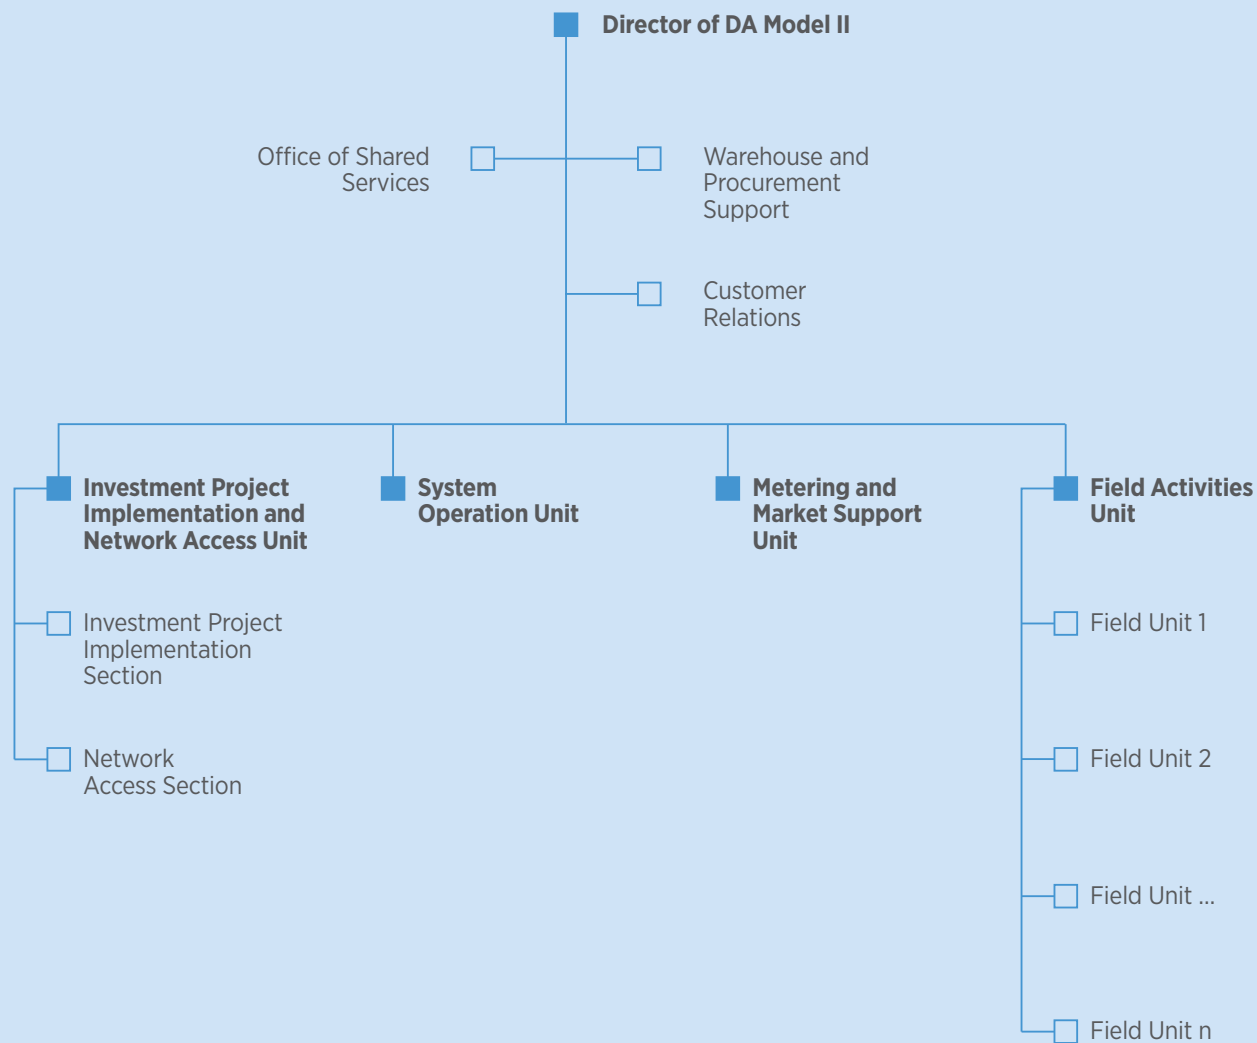 Director of DA Model II
Office of Shared
Services
Warehouse and
Procurement
Support
Customer
Relations
Investment Project
Implementation and
Network Access Unit
System
Operation Unit
Metering and
Market Support
Unit
Field Activities
Unit
Investment Project
Implementation
Section
Network
Access Section
Field Unit 1
Field Unit 2
Field Unit ...
Field Unit n